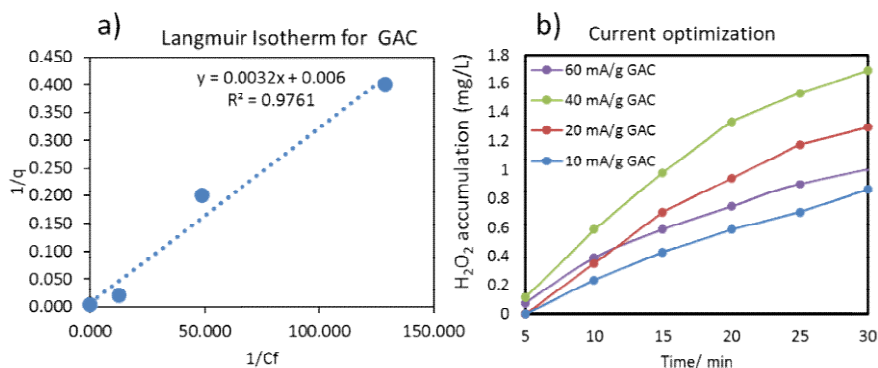 a)
Langmuir Isotherm for GAC
y = 0.0032x + 0.006
R² = 0.9761
0.450
0.400
0.350
0.300
0.250
0.200
0.150
0.100
0.050
0.000
1/q
0.000 50.000 100.000 150.000
1/Cf
b)
Current optimization
60 mA/g GAC
40 mA/g GAC
20 mA/g GAC
10 mA/g GAC
1.8
1.6
1.4
1.2
1
0.8
0.6
0.4
0.2
0
H₂O₂ accumulation (mg/L)
5 10 15 20 25 30
Time/ min